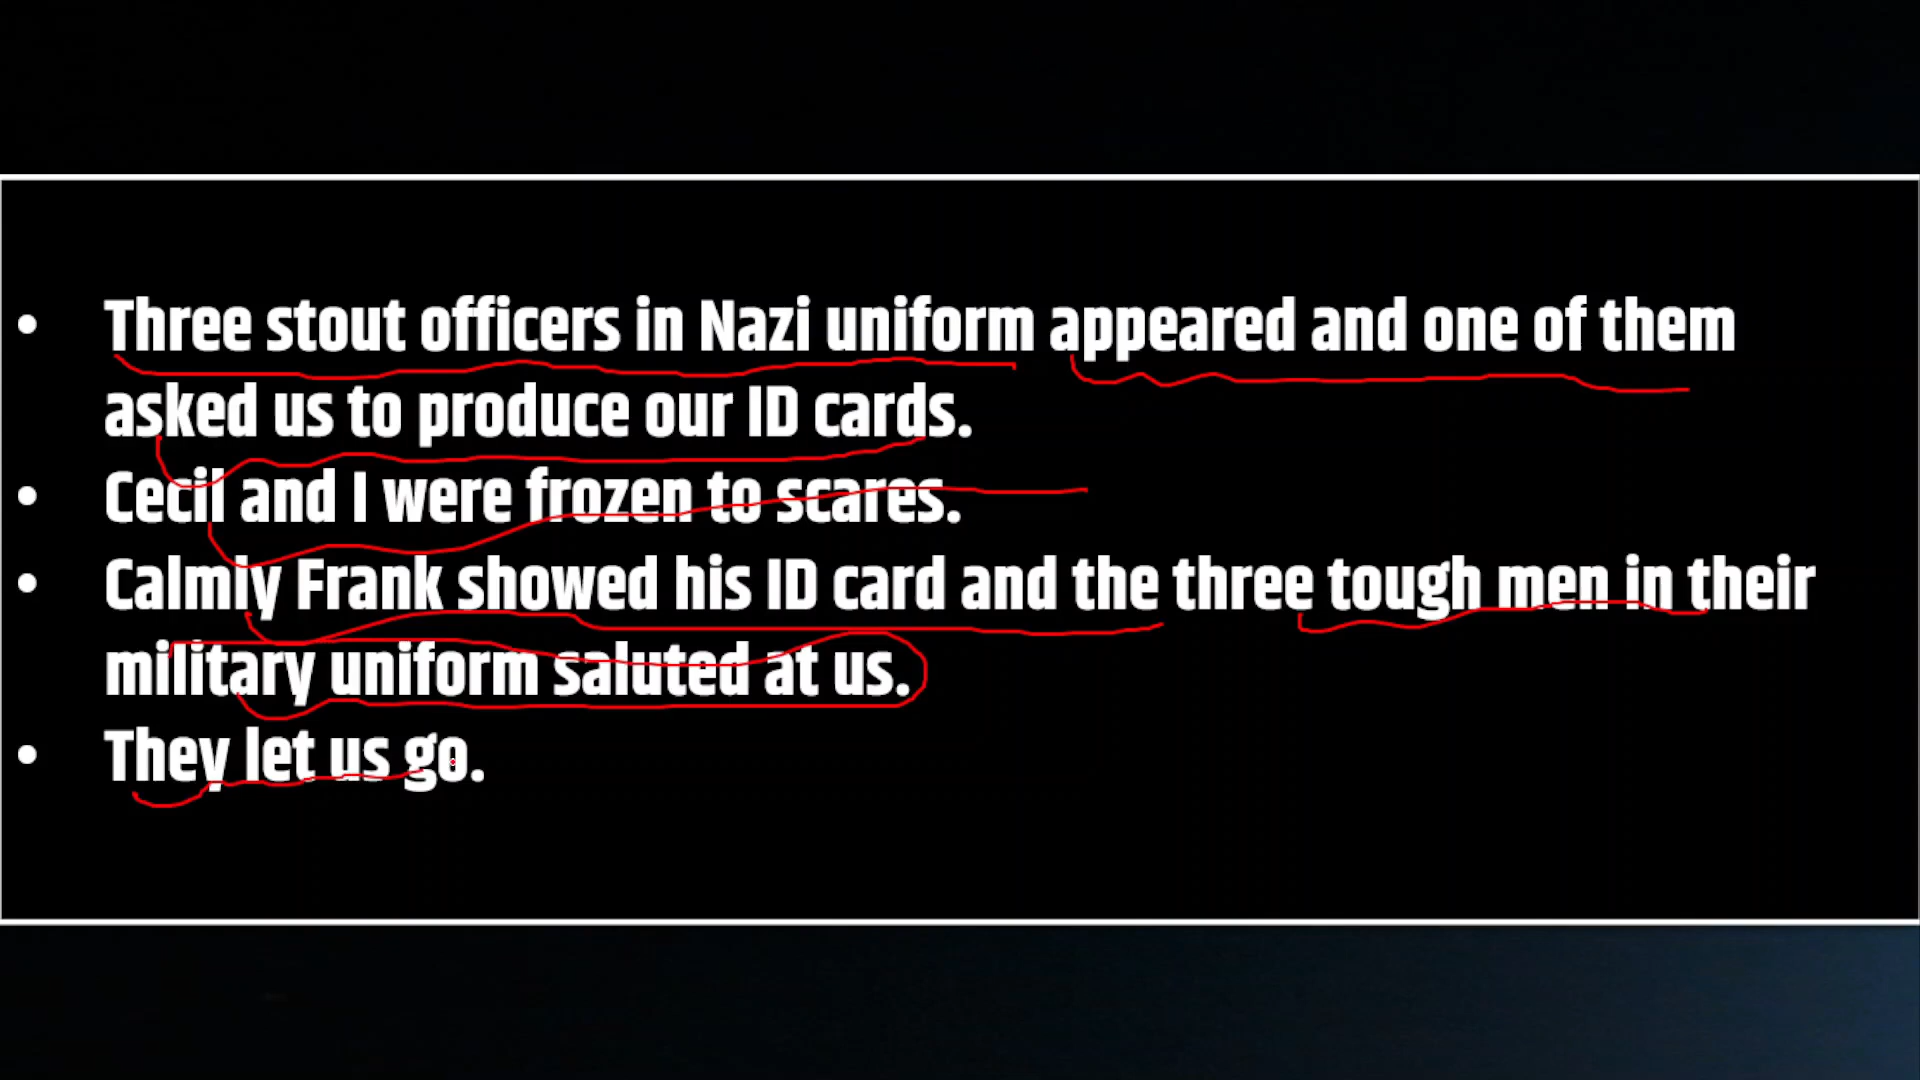 • Three stout officers in Nazi uniform appeared and one of them
asked us to produce our ID cards.
• Cecil and I were frozen to scares.
• Calmly Frank showed his ID card and the three tough men in their
military uniform saluted at us.
• They let us go.